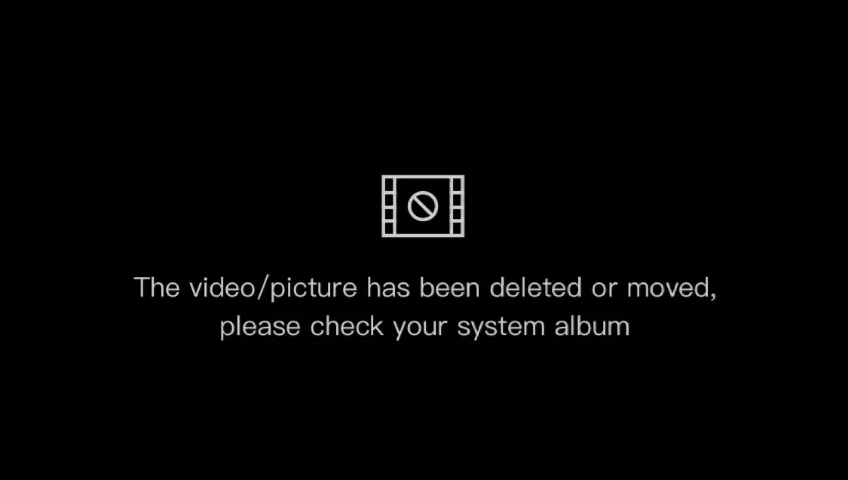 The video/picture has been deleted or moved,
please check your system album